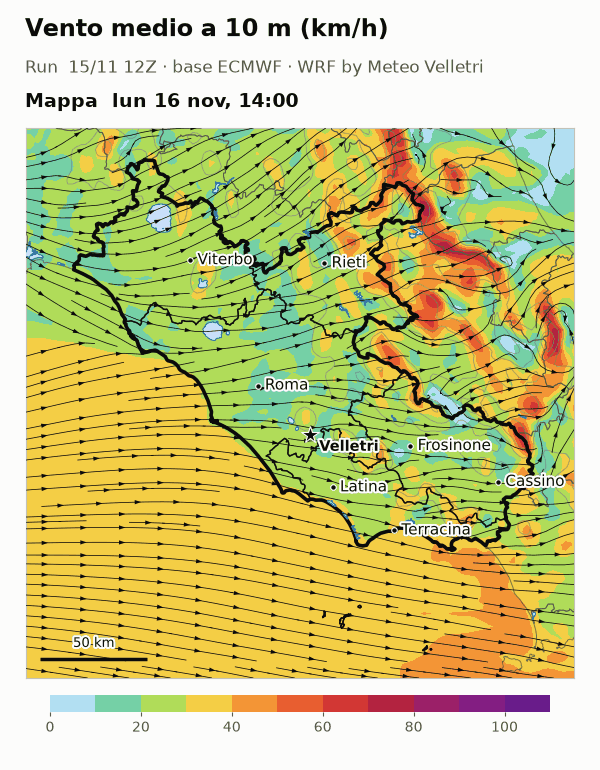 Vento medio a 10 m (km/h)
Run  15/11 12Z · base ECMWF · WRF by Meteo Velletri
Mappa  lun 16 nov, 14:00
Viterbo
Rieti
Roma
Velletri
Frosinone
Latina
Cassino
Terracina
50 km
0 20 40 60 80 100